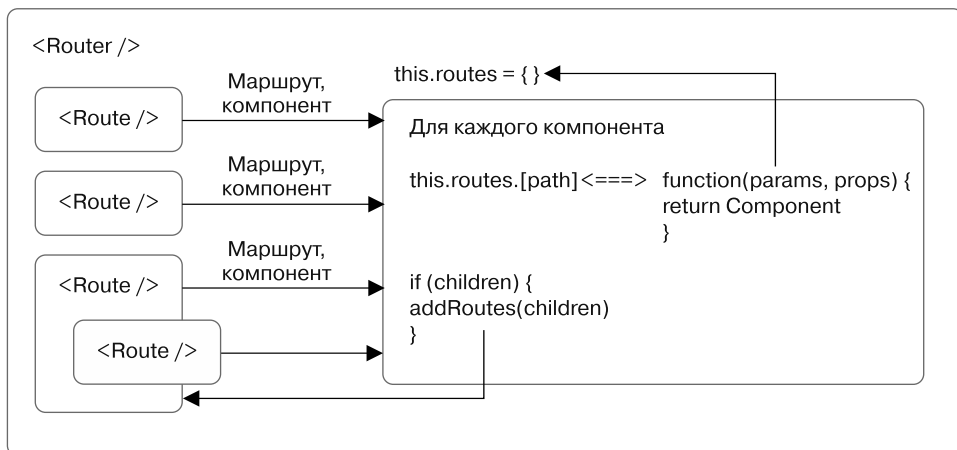 <Router />
this.routes = { }
Маршрут,
компонент
<Route />
Для каждого компонента
Маршрут,
компонент
<Route />
this.routes.[path]<===> function(params, props) {
return Component
}
Маршрут,
компонент
<Route />
if (children) {
addRoutes(children)
}
<Route />